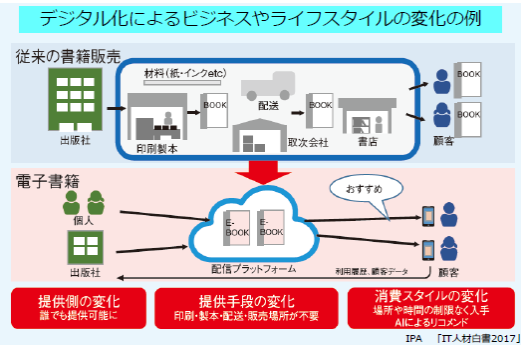 デジタル化によるビジネスやライフスタイルの変化の例
従来の書籍販売
材料(紙・インクetc)
BOOK
配送
BOOK
BOOK
BOOK
出版社
印刷製本
取次会社
書店
顧客
電子書籍
おすすめ
個人
E-
BOOK
E-
BOOK
出版社
配信プラットフォーム
利用履歴、顧客データ
顧客
提供側の変化
誰でも提供可能に
提供手段の変化
印刷・製本・配送・販売場所が不要
消費スタイルの変化
場所や時間の制限なく入手
AIによるリコメンド
IPA 「IT人材白書2017」